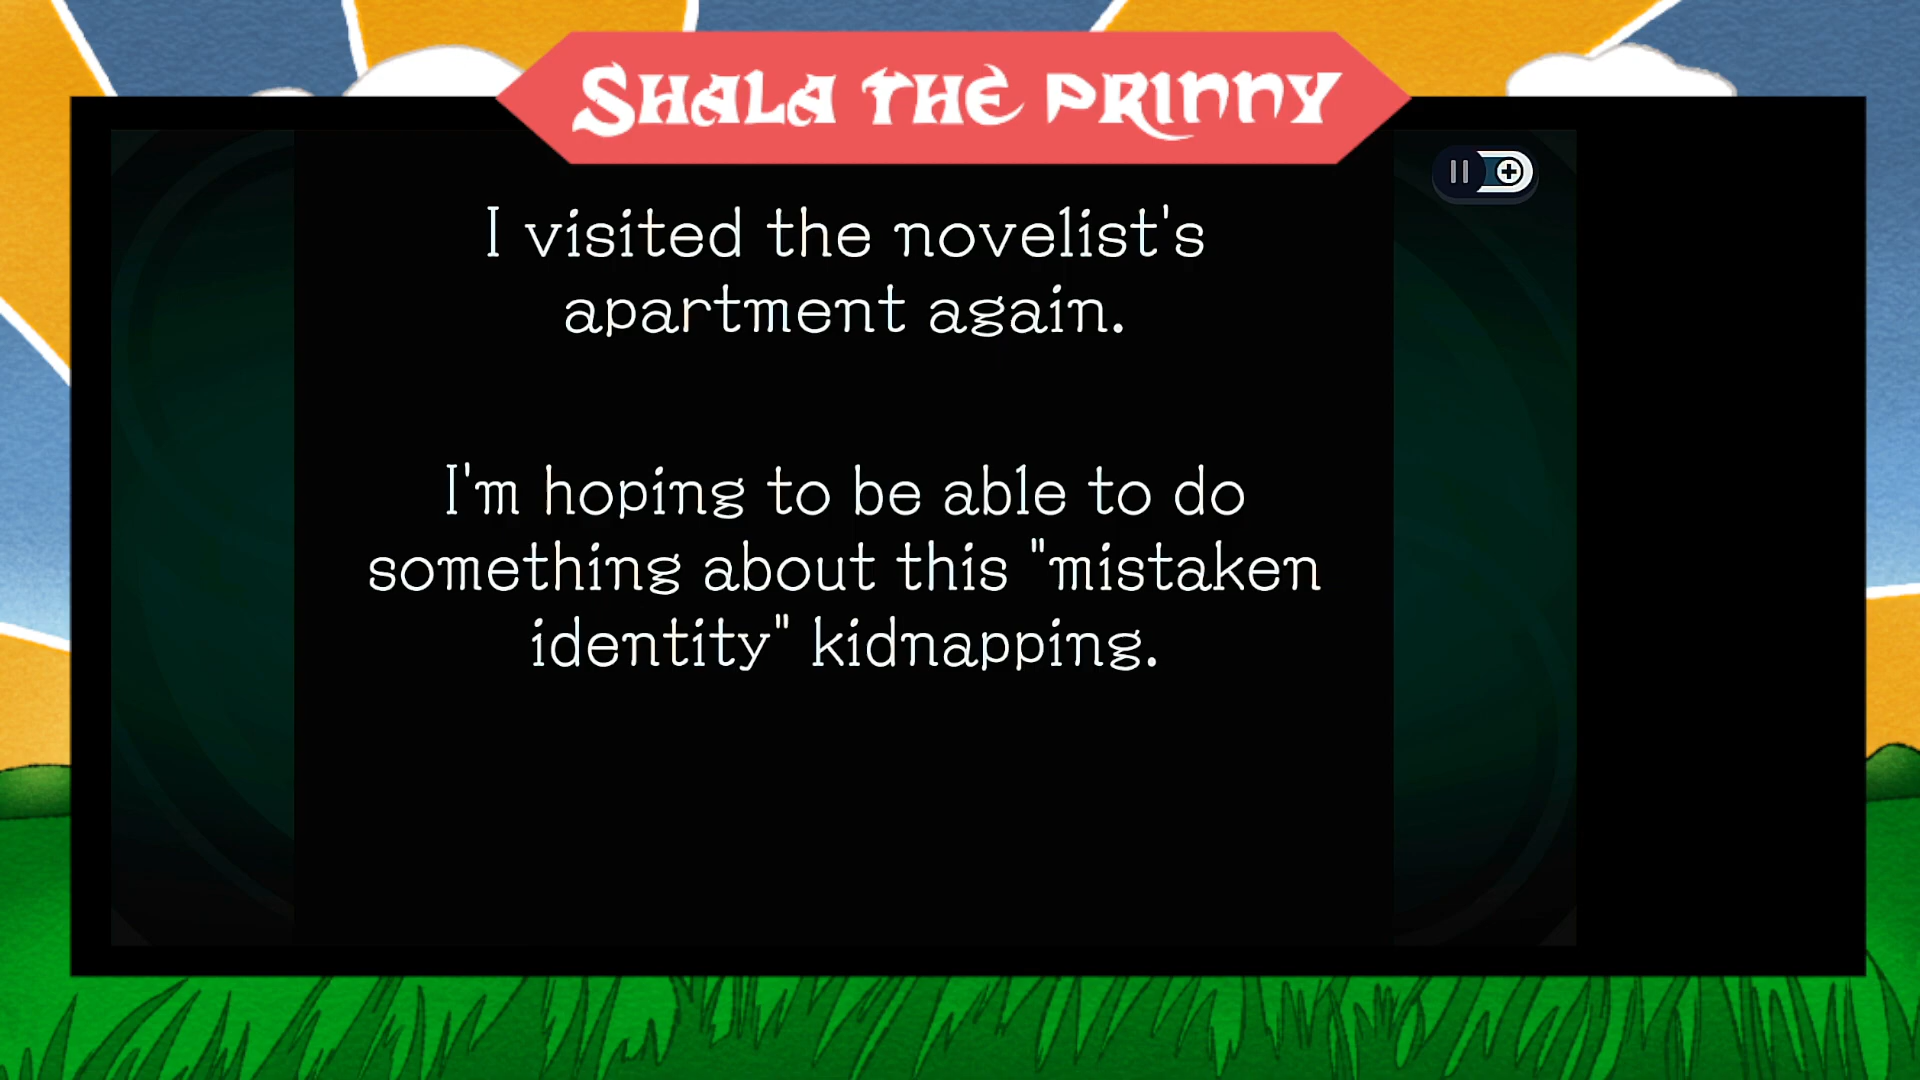 SHALA THE PRINNY
I visited the novelist's
apartment again.
I'm hoping to be able to do
something about this "mistaken
identity" kidnapping.